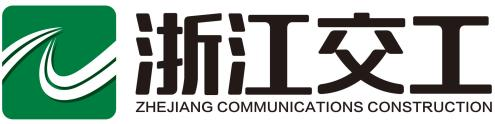 浙江交工
ZHEJIANG COMMUNICATIONS CONSTRUCTION